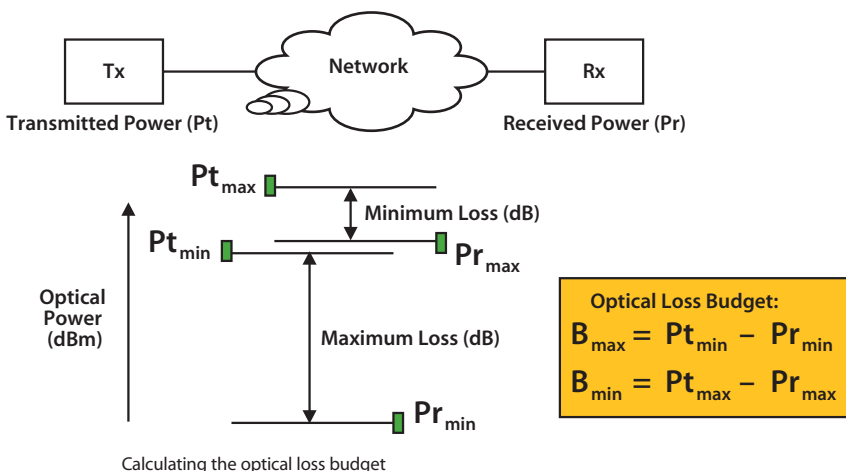 Tx
Network
Rx
Transmitted Power (Pt)
Received Power (Pr)
Pt max
Minimum Loss (dB)
Pt min
Pr max
Optical
Power
(dBm)
Maximum Loss (dB)
Pr min
Optical Loss Budget:
B max = Pt min – Pr min
B min = Pt max – Pr max
Calculating the optical loss budget